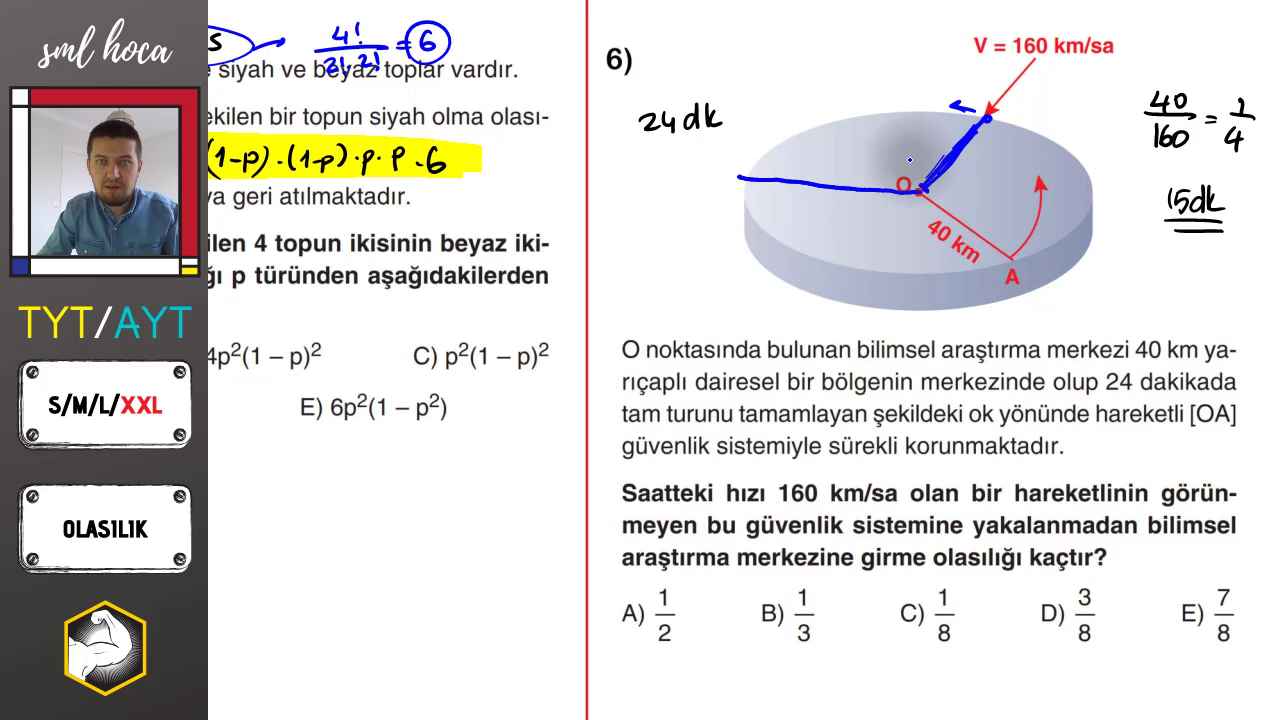 sml hoca
TYT/AYT
S/M/L/XXL
OLASILIK
S → 4! / 2! 2! = 6
e siyah ve beyaz toplar vardır.
ekilen bir topun siyah olma olası-
(1-p) · (1-p) · p · p · 6
ya geri atılmaktadır.
ilen 4 topun ikisinin beyaz iki-
ğı p türünden aşağıdakilerden
4p²(1 – p)² C) p²(1 – p)²
E) 6p²(1 – p²)
6)
V = 160 km/sa
24 dk
40/160 = 1/4
15 dk
O
40 km
A
O noktasında bulunan bilimsel araştırma merkezi 40 km ya-
rıçaplı dairesel bir bölgenin merkezinde olup 24 dakikada
tam turunu tamamlayan şekildeki ok yönünde hareketli [OA]
güvenlik sistemiyle sürekli korunmaktadır.
Saatteki hızı 160 km/sa olan bir hareketlinin görün-
meyen bu güvenlik sistemine yakalanmadan bilimsel
araştırma merkezine girme olasılığı kaçtır?
A) 1/2 B) 1/3 C) 1/8 D) 3/8 E) 7/8